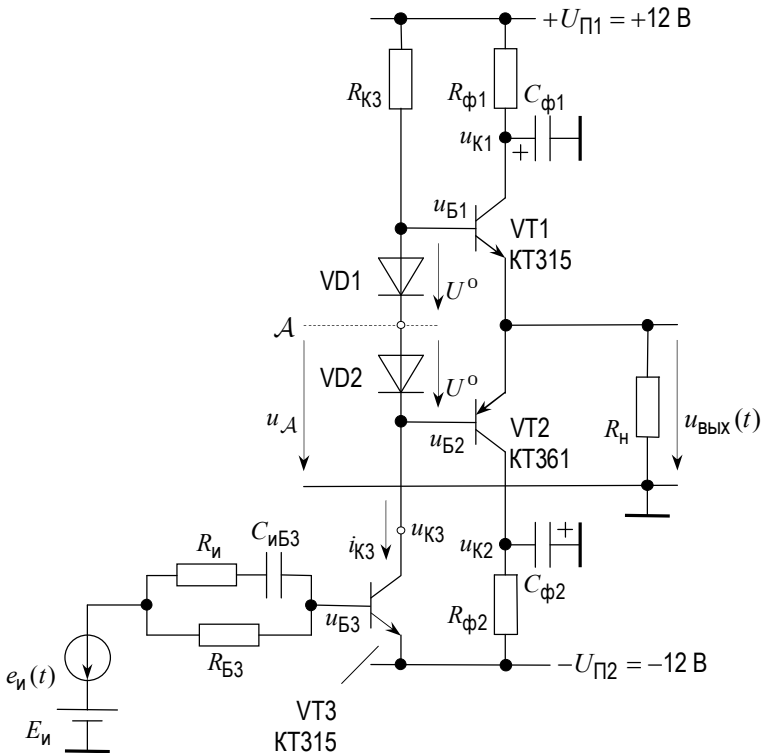 +U_П1 = +12 В
R_К3
R_ф1
C_ф1
u_К1
+
u_Б1
VT1
КТ315
VD1
U^о
𝒜
VD2
U^о
u_𝒜
u_Б2
VT2
КТ361
R_н
u_вых(t)
i_К3
u_К3
u_К2
+
C_ф2
R_ф2
R_и
C_иБ3
u_Б3
R_Б3
e_и(t)
E_и
VT3
КТ315
−U_П2 = −12 В